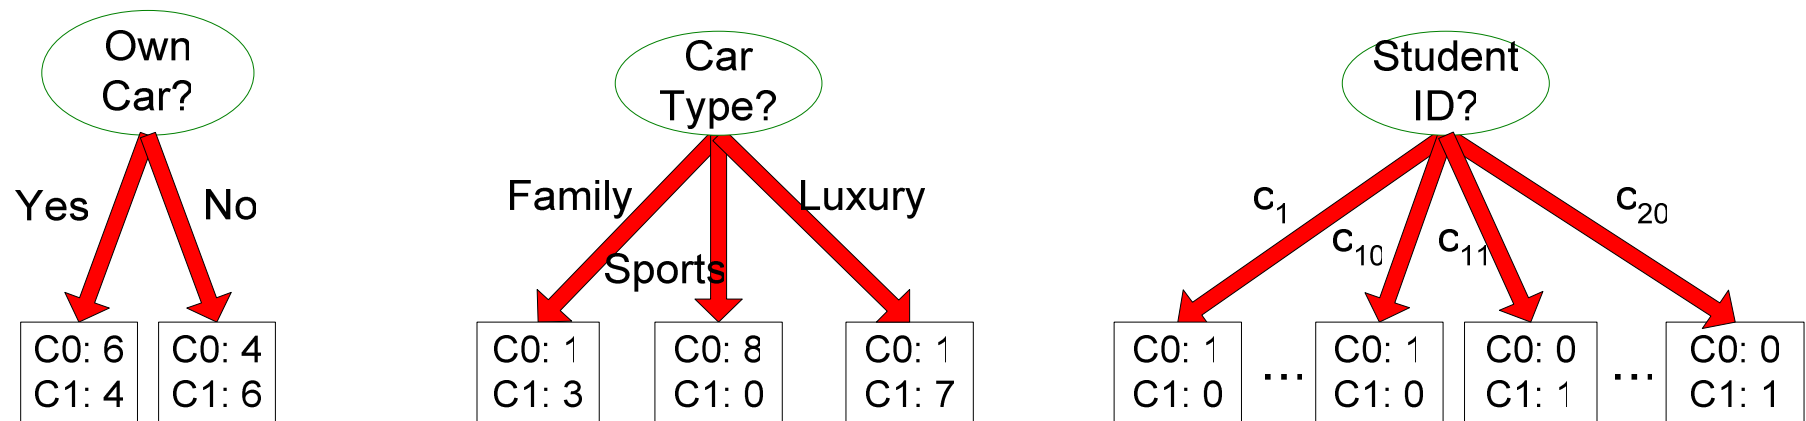 Own
Car?
Yes
No
C0: 6
C1: 4
C0: 4
C1: 6
Car
Type?
Family
Sports
Luxury
C0: 1
C1: 3
C0: 8
C1: 0
C0: 1
C1: 7
Student
ID?
c1
c10
c11
c20
C0: 1
C1: 0
...
C0: 1
C1: 0
C0: 0
C1: 1
...
C0: 0
C1: 1